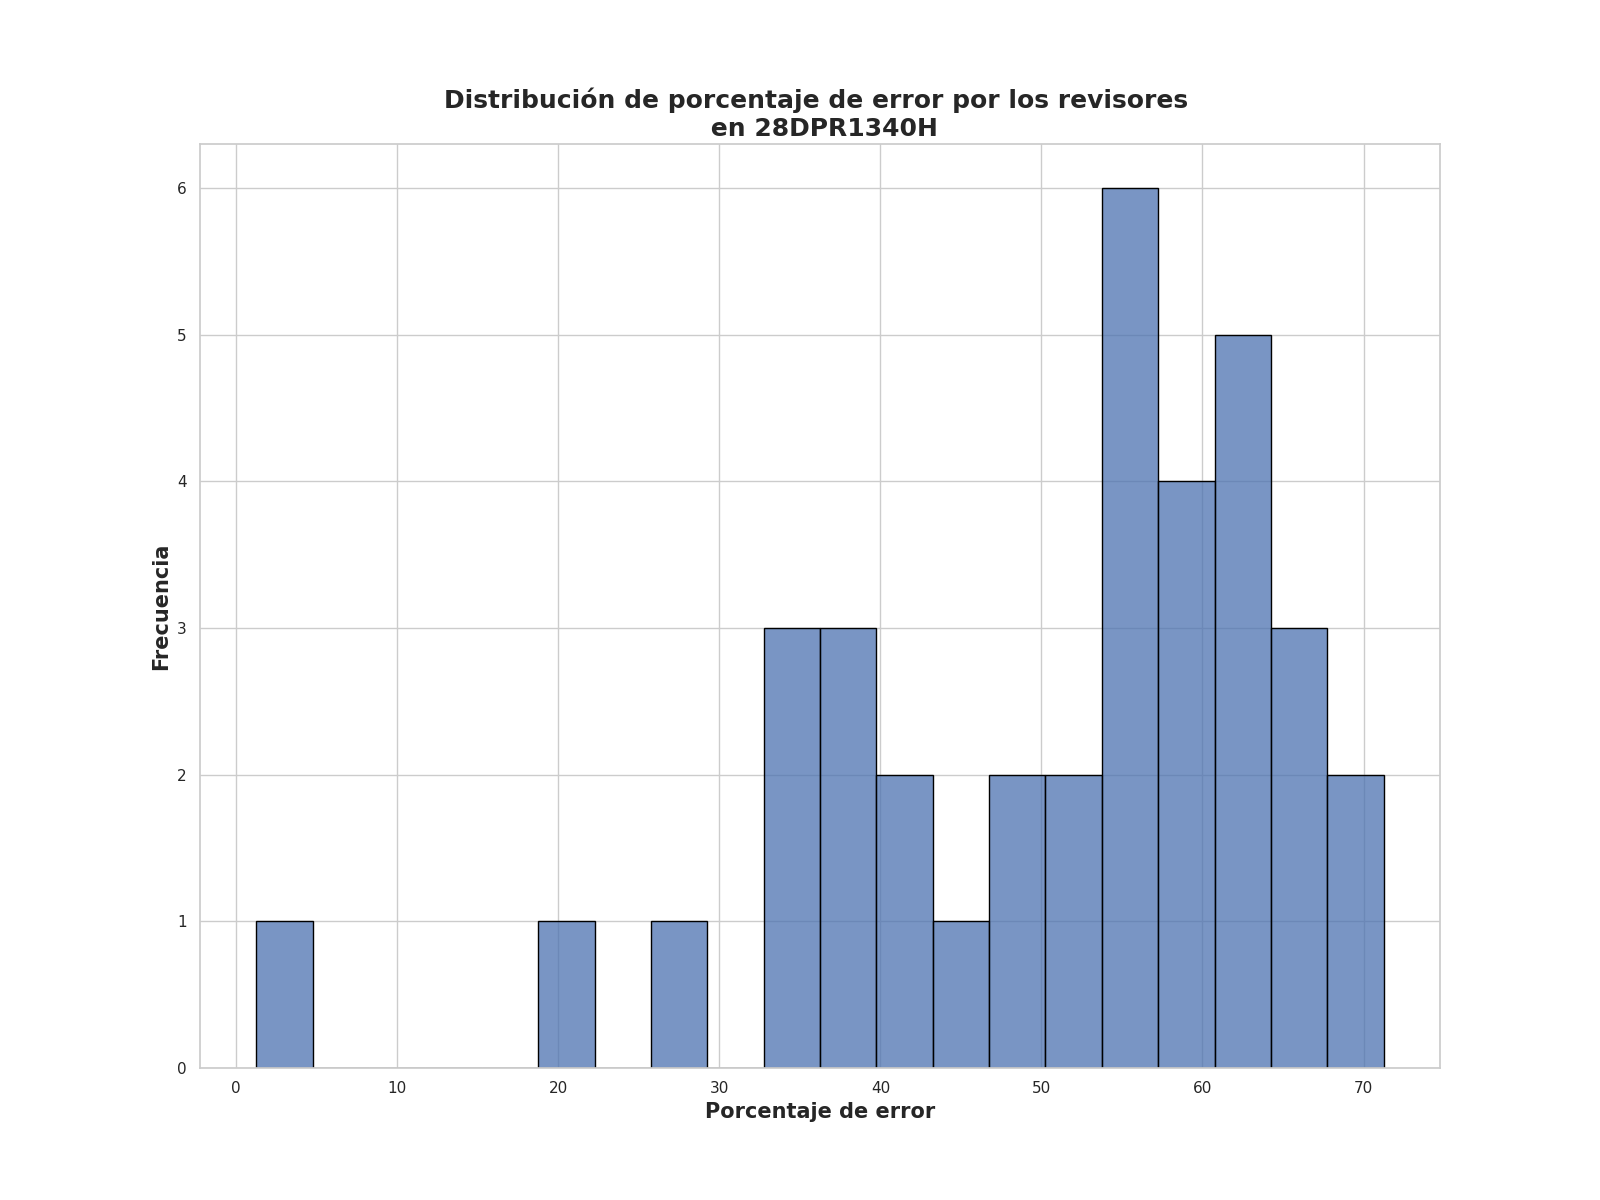 Distribución de porcentaje de error por los revisores
en 28DPR1340H
6
5
4
3
2
1
0
Frecuencia
0 10 20 30 40 50 60 70
Porcentaje de error